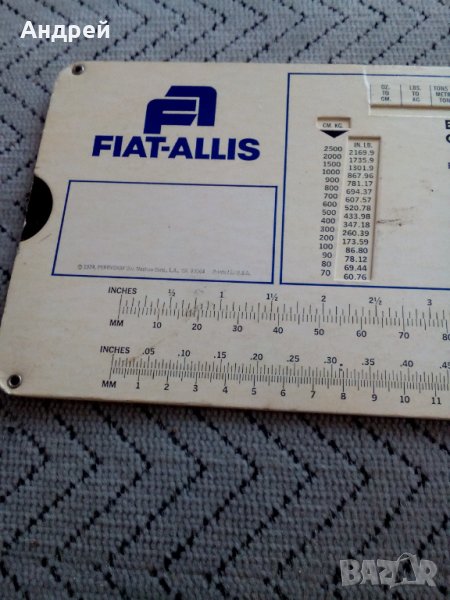 Андрей
FIAT-ALLIS
OZ. TO GM.
LBS. TO KG
TONS METR TON
CM KG. IN. LB.
2500 2169.9
2000 1735.9
1500 1301.9
1000 867.96
900 781.17
800 694.37
700 607.57
600 520.78
500 433.98
400 347.18
300 260.39
200 173.59
100 86.80
90 78.12
80 69.44
70 60.76
INCHES ½ 1 1½ 2 2½ 3
MM 10 20 30 40 50 60 70 80
INCHES .05 .10 .15 .20 .25 .30 .35 .40 .45
MM 1 2 3 4 5 6 7 8 9 10 11
BAZAR